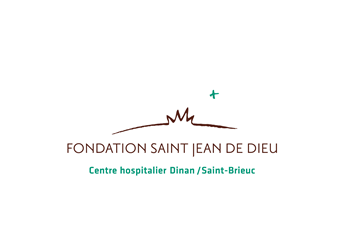 FONDATION SAINT JEAN DE DIEU
Centre hospitalier Dinan / Saint-Brieuc